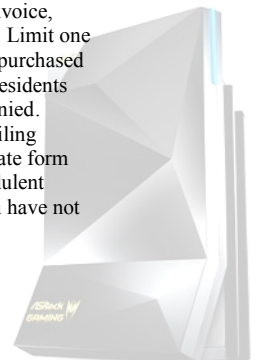 voice,
Limit one
purchased
esidents
nied.
iling
ate form
ulent
have not
ASRock
GAMING